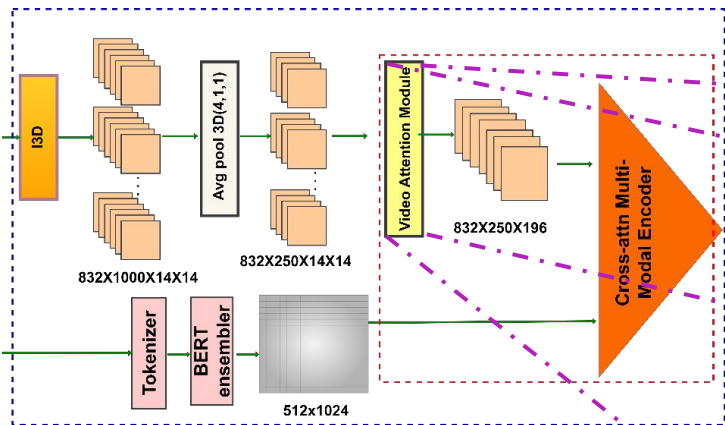 I3D
832X1000X14X14
Avg pool 3D(4,1,1)
832X250X14X14
Video Attention Module
832X250X196
Cross-attn Multi-
Modal Encoder
Tokenizer
BERT
ensembler
512x1024